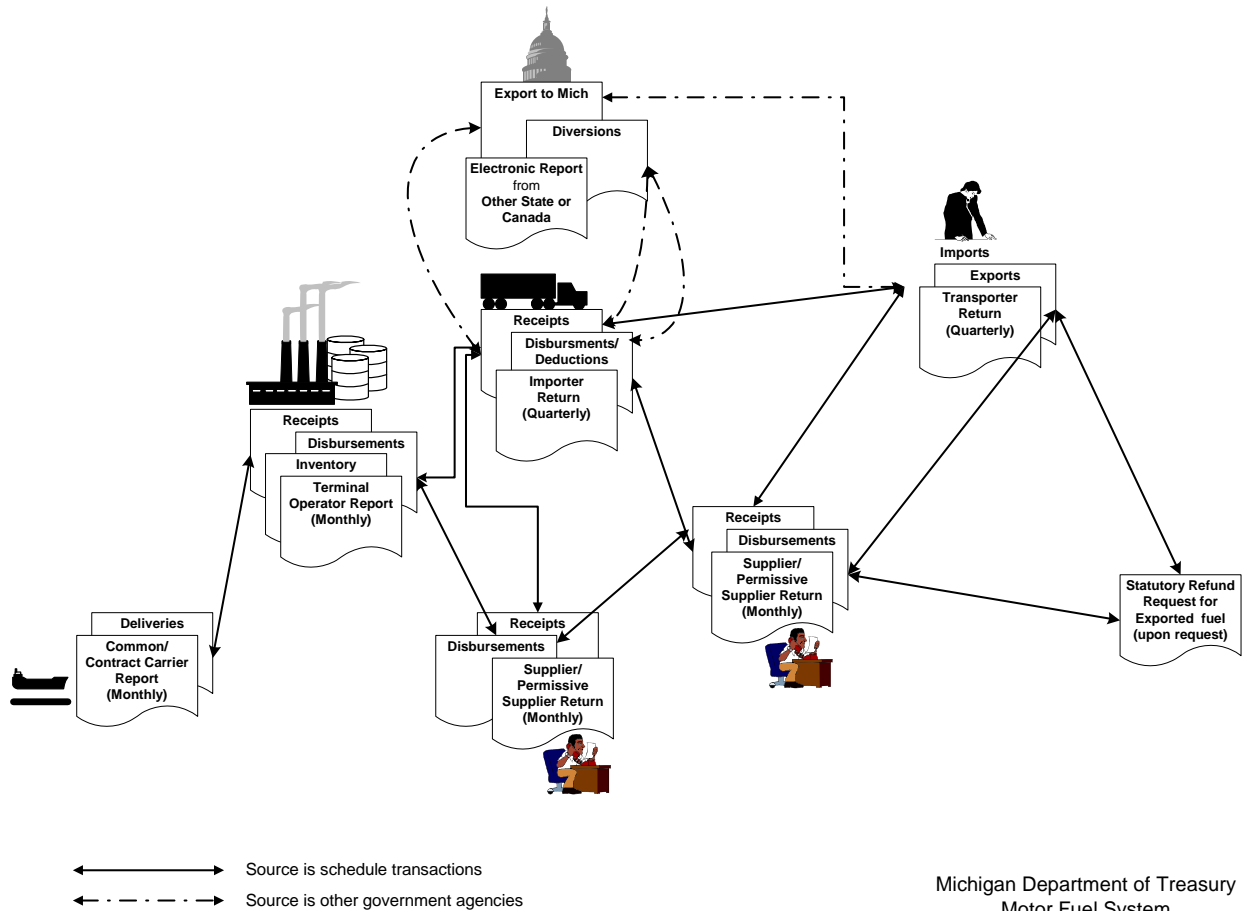 Export to Mich
Diversions
Electronic Report
from
Other State or
Canada
Imports
Exports
Transporter
Return
(Quarterly)
Receipts
Disbursments/
Deductions
Importer
Return
(Quarterly)
Receipts
Disbursements
Inventory
Terminal
Operator Report
(Monthly)
Receipts
Disbursements
Supplier/
Permissive
Supplier Return
(Monthly)
Statutory Refund
Request for
Exported fuel
(upon request)
Deliveries
Common/
Contract Carrier
Report
(Monthly)
Receipts
Disbursements
Supplier/
Permissive
Supplier Return
(Monthly)
Source is schedule transactions
Source is other government agencies
Michigan Department of Treasury
Motor Fuel System